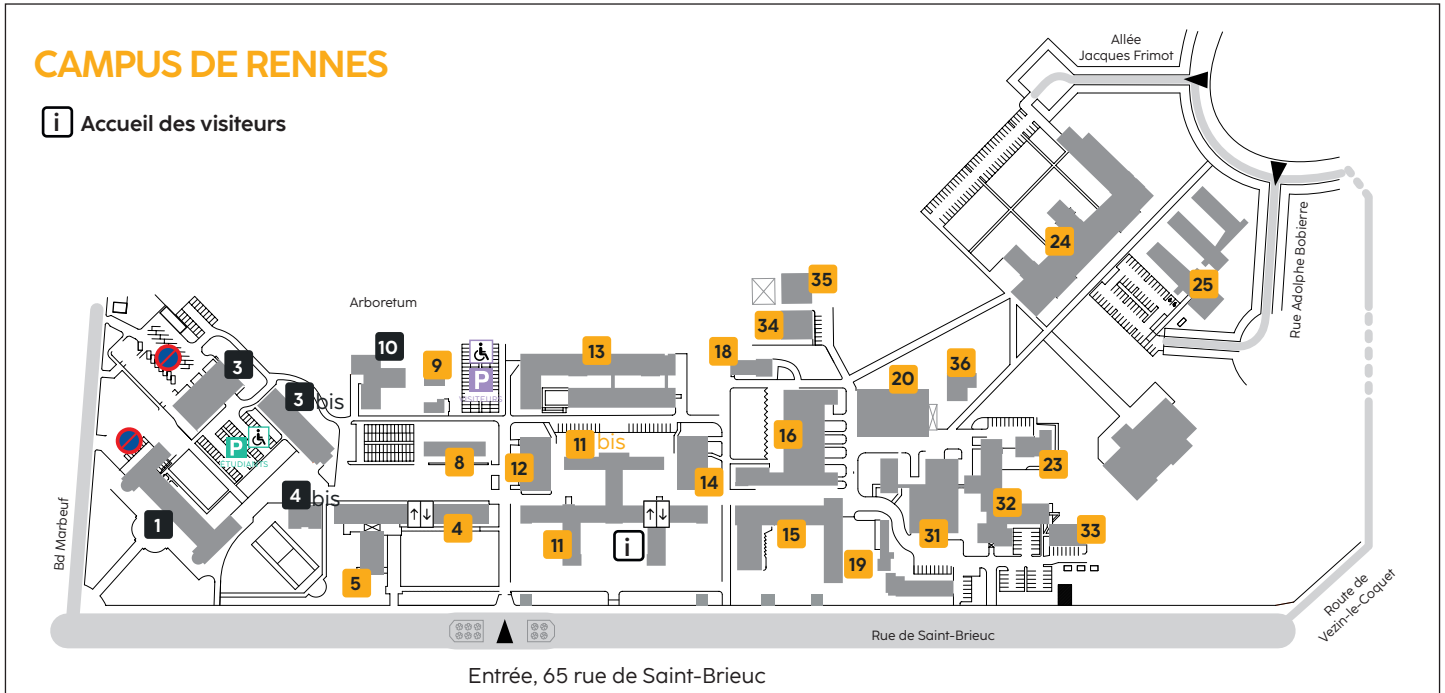 CAMPUS DE RENNES
i Accueil des visiteurs
Allée
Jacques Frimot
Rue Adolphe Bobierre
24
25
35
34
Arboretum
10
9
13
18
3
3 bis
P
VISITEURS
20
36
P
ETUDIANTS
8
12
11 bis
14
16
23
4 bis
1
4
5
11
i
15
19
31
32
33
Bd Marbeuf
Rue de Saint-Brieuc
Route de
Vezin-le-Coquet
Entrée, 65 rue de Saint-Brieuc